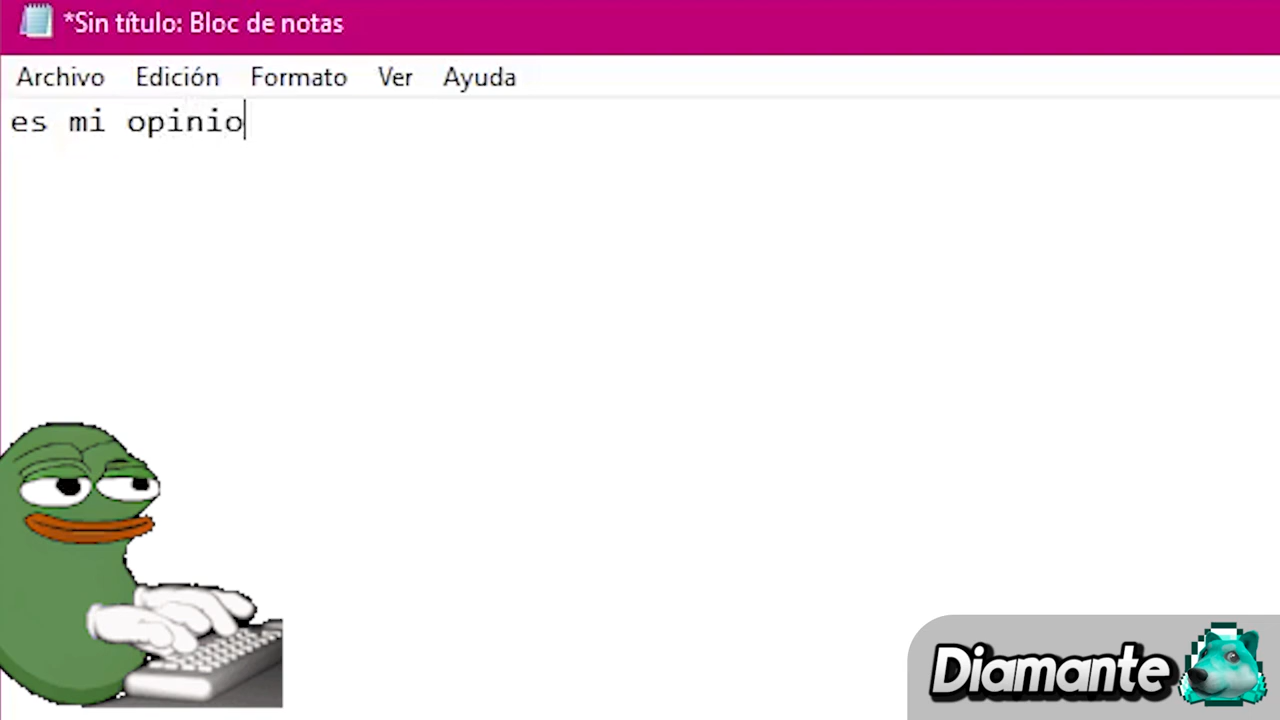 *Sin título: Bloc de notas
Archivo Edición Formato Ver Ayuda
es mi opinio
Diamante